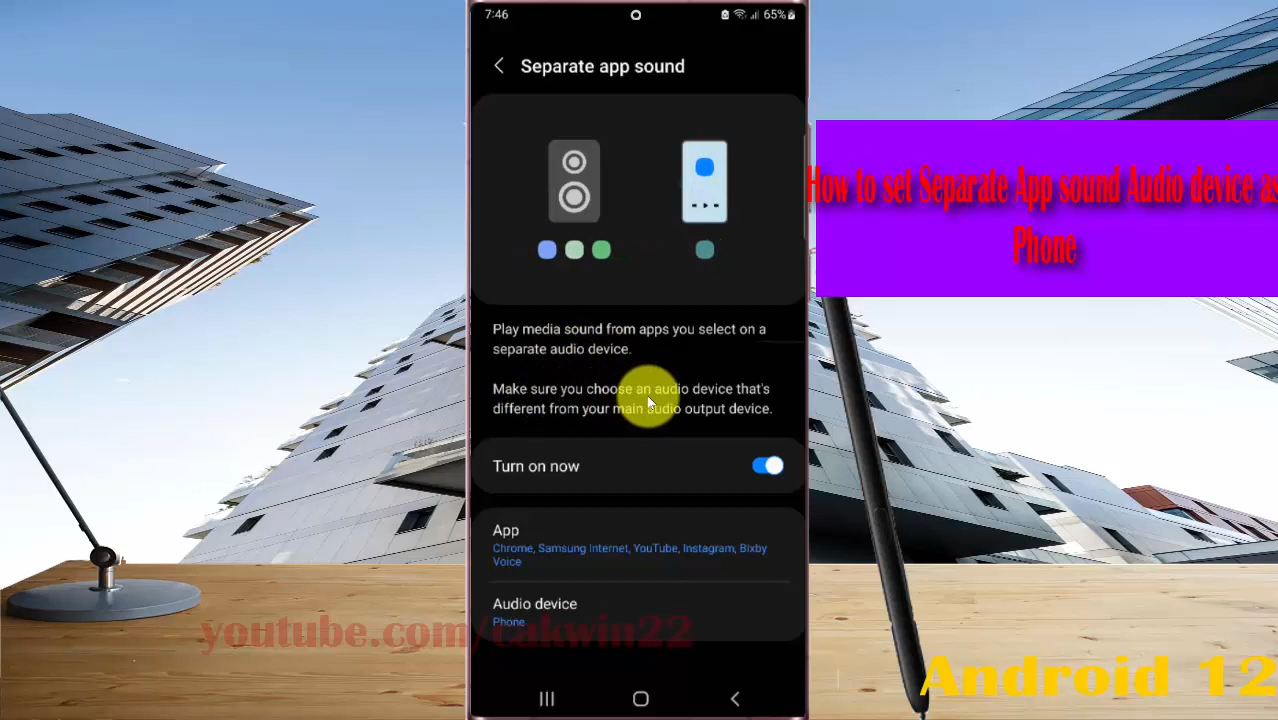 7:46
65%
Separate app sound
How to set Separate App sound Audio device as
Phone
Play media sound from apps you select on a
separate audio device.
Make sure you choose an audio device that's
different from your main audio output device.
Turn on now
App
Chrome, Samsung Internet, YouTube, Instagram, Bixby
Voice
Audio device
Phone
youtube.com/cakwin22
Android 12